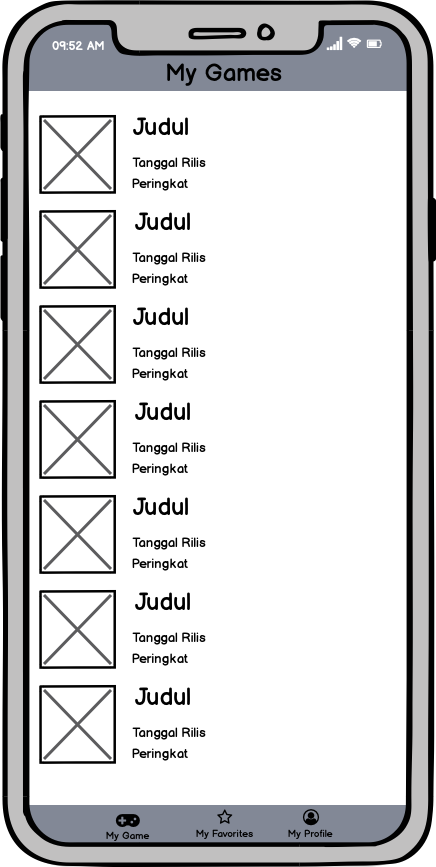 09:52 AM
My Games
Judul
Tanggal Rilis
Peringkat
Judul
Tanggal Rilis
Peringkat
Judul
Tanggal Rilis
Peringkat
Judul
Tanggal Rilis
Peringkat
Judul
Tanggal Rilis
Peringkat
Judul
Tanggal Rilis
Peringkat
Judul
Tanggal Rilis
Peringkat
My Game
My Favorites
My Profile